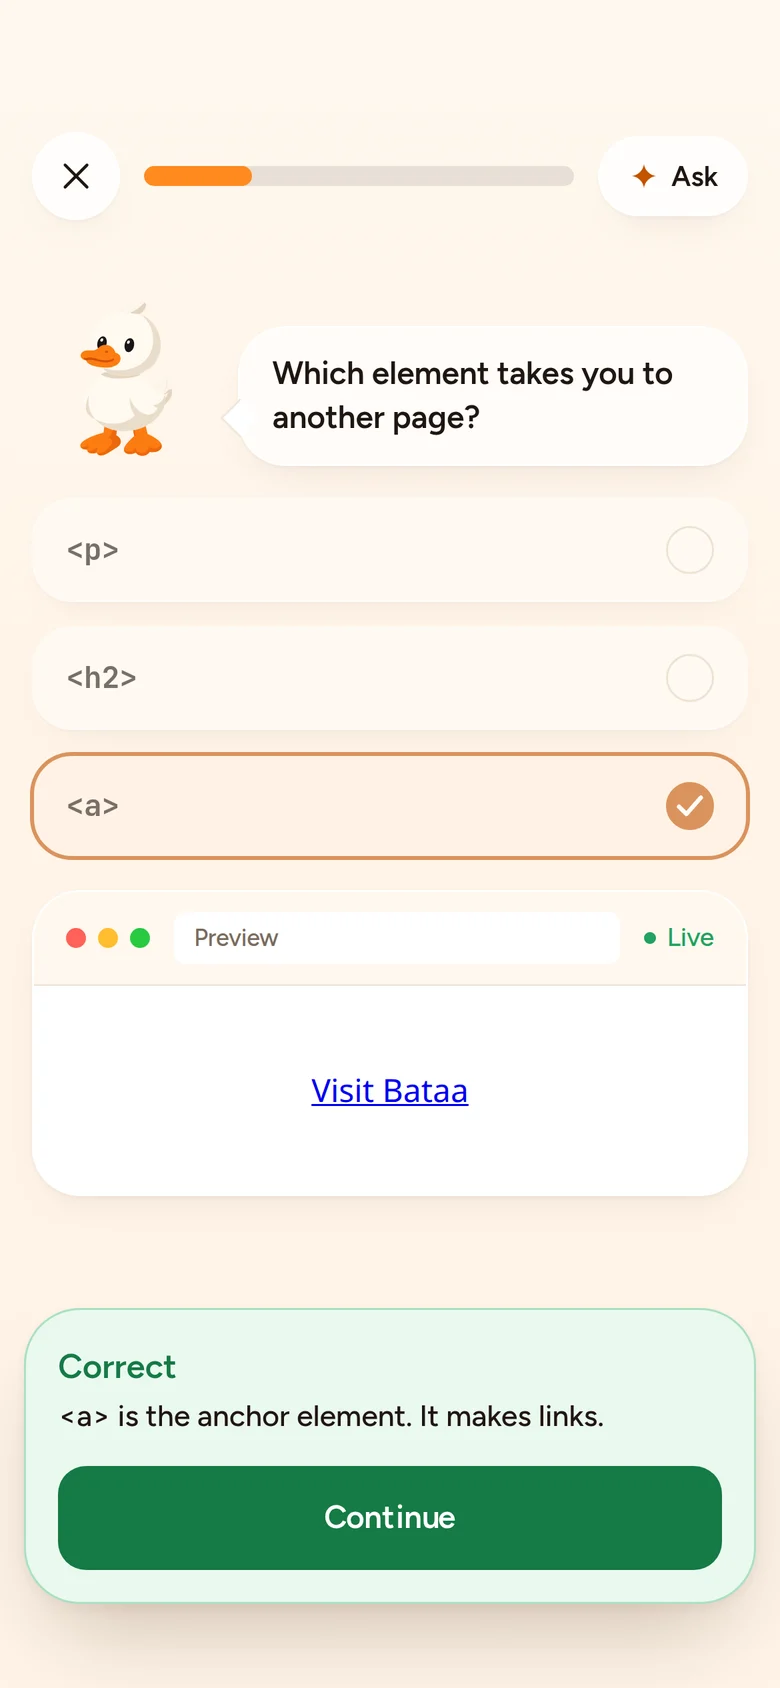 Ask
Which element takes you to
another page?
<p>
<h2>
<a>
Preview
Live
Visit Bataa
Correct
<a> is the anchor element. It makes links.
Continue